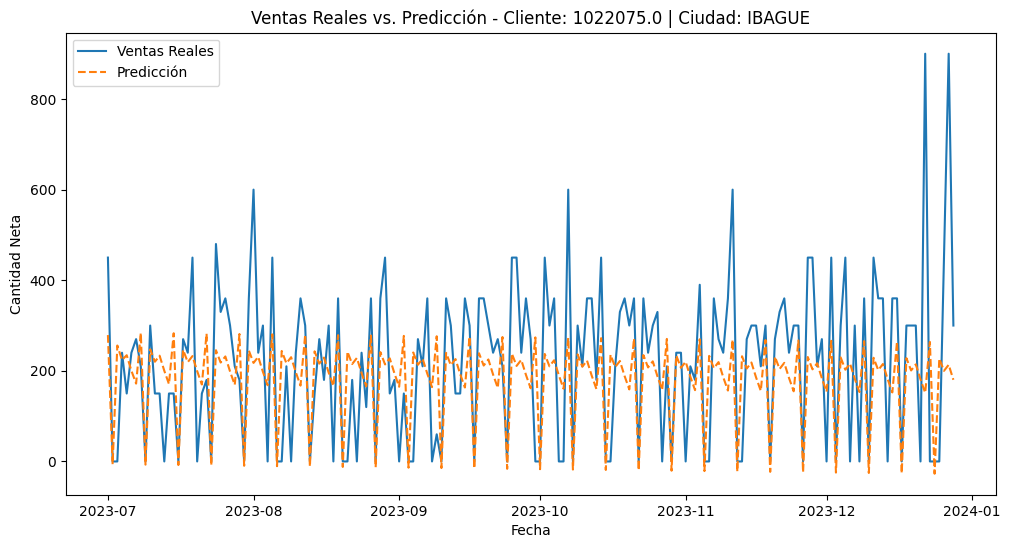 Ventas Reales vs. Predicción - Cliente: 1022075.0 | Ciudad: IBAGUE
Ventas Reales
Predicción
Cantidad Neta
800
600
400
200
0
2023-07
2023-08
2023-09
2023-10
2023-11
2023-12
2024-01
Fecha